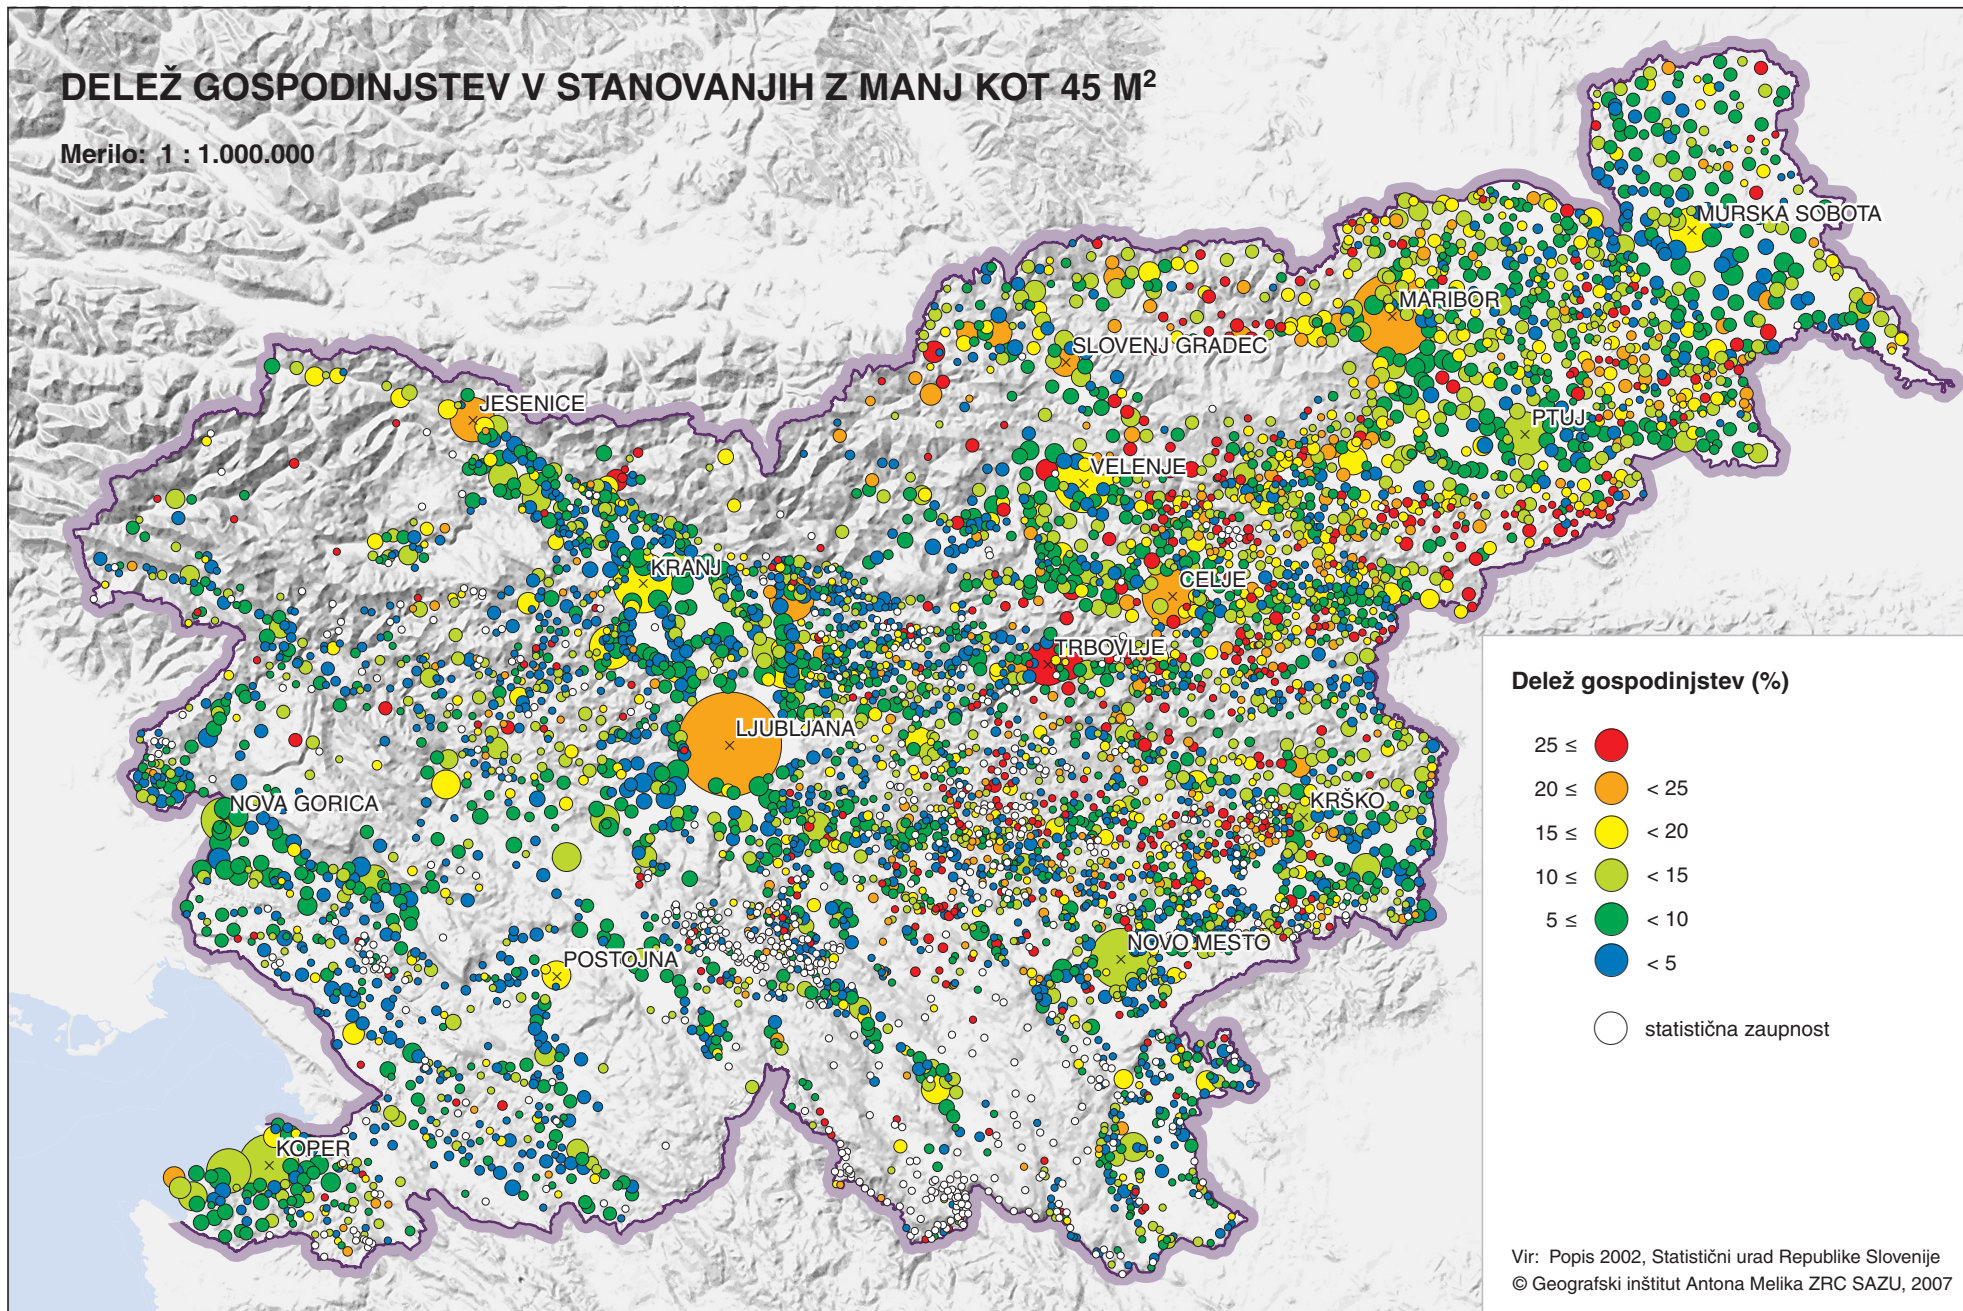 DELEŽ GOSPODINJSTEV V STANOVANJIH Z MANJ KOT 45 M²
Merilo: 1 : 1.000.000
MURSKA SOBOTA
MARIBOR
SLOVENJ GRADEC
JESENICE
PTUJ
VELENJE
KRANJ
CELJE
TRBOVLJE
LJUBLJANA
NOVA GORICA
KRŠKO
NOVO MESTO
POSTOJNA
KOPER
Delež gospodinjstev (%)
25 ≤
20 ≤ < 25
15 ≤ < 20
10 ≤ < 15
5 ≤ < 10
< 5
statistična zaupnost
Vir: Popis 2002, Statistični urad Republike Slovenije
© Geografski inštitut Antona Melika ZRC SAZU, 2007